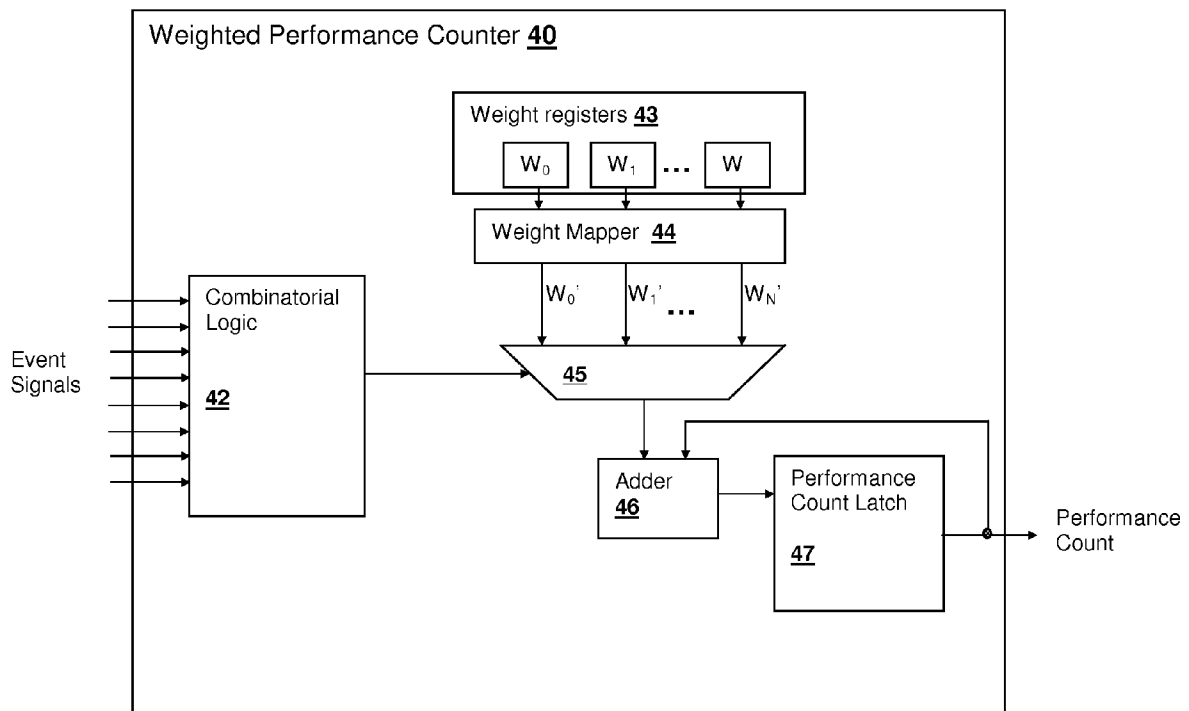 Weighted Performance Counter 40
Weight registers 43
W₀ W₁ ... W
Weight Mapper 44
W₀’ W₁’ ... W_N’
Combinatorial
Logic
42
Event
Signals
45
Adder
46
Performance
Count Latch
47
Performance
Count